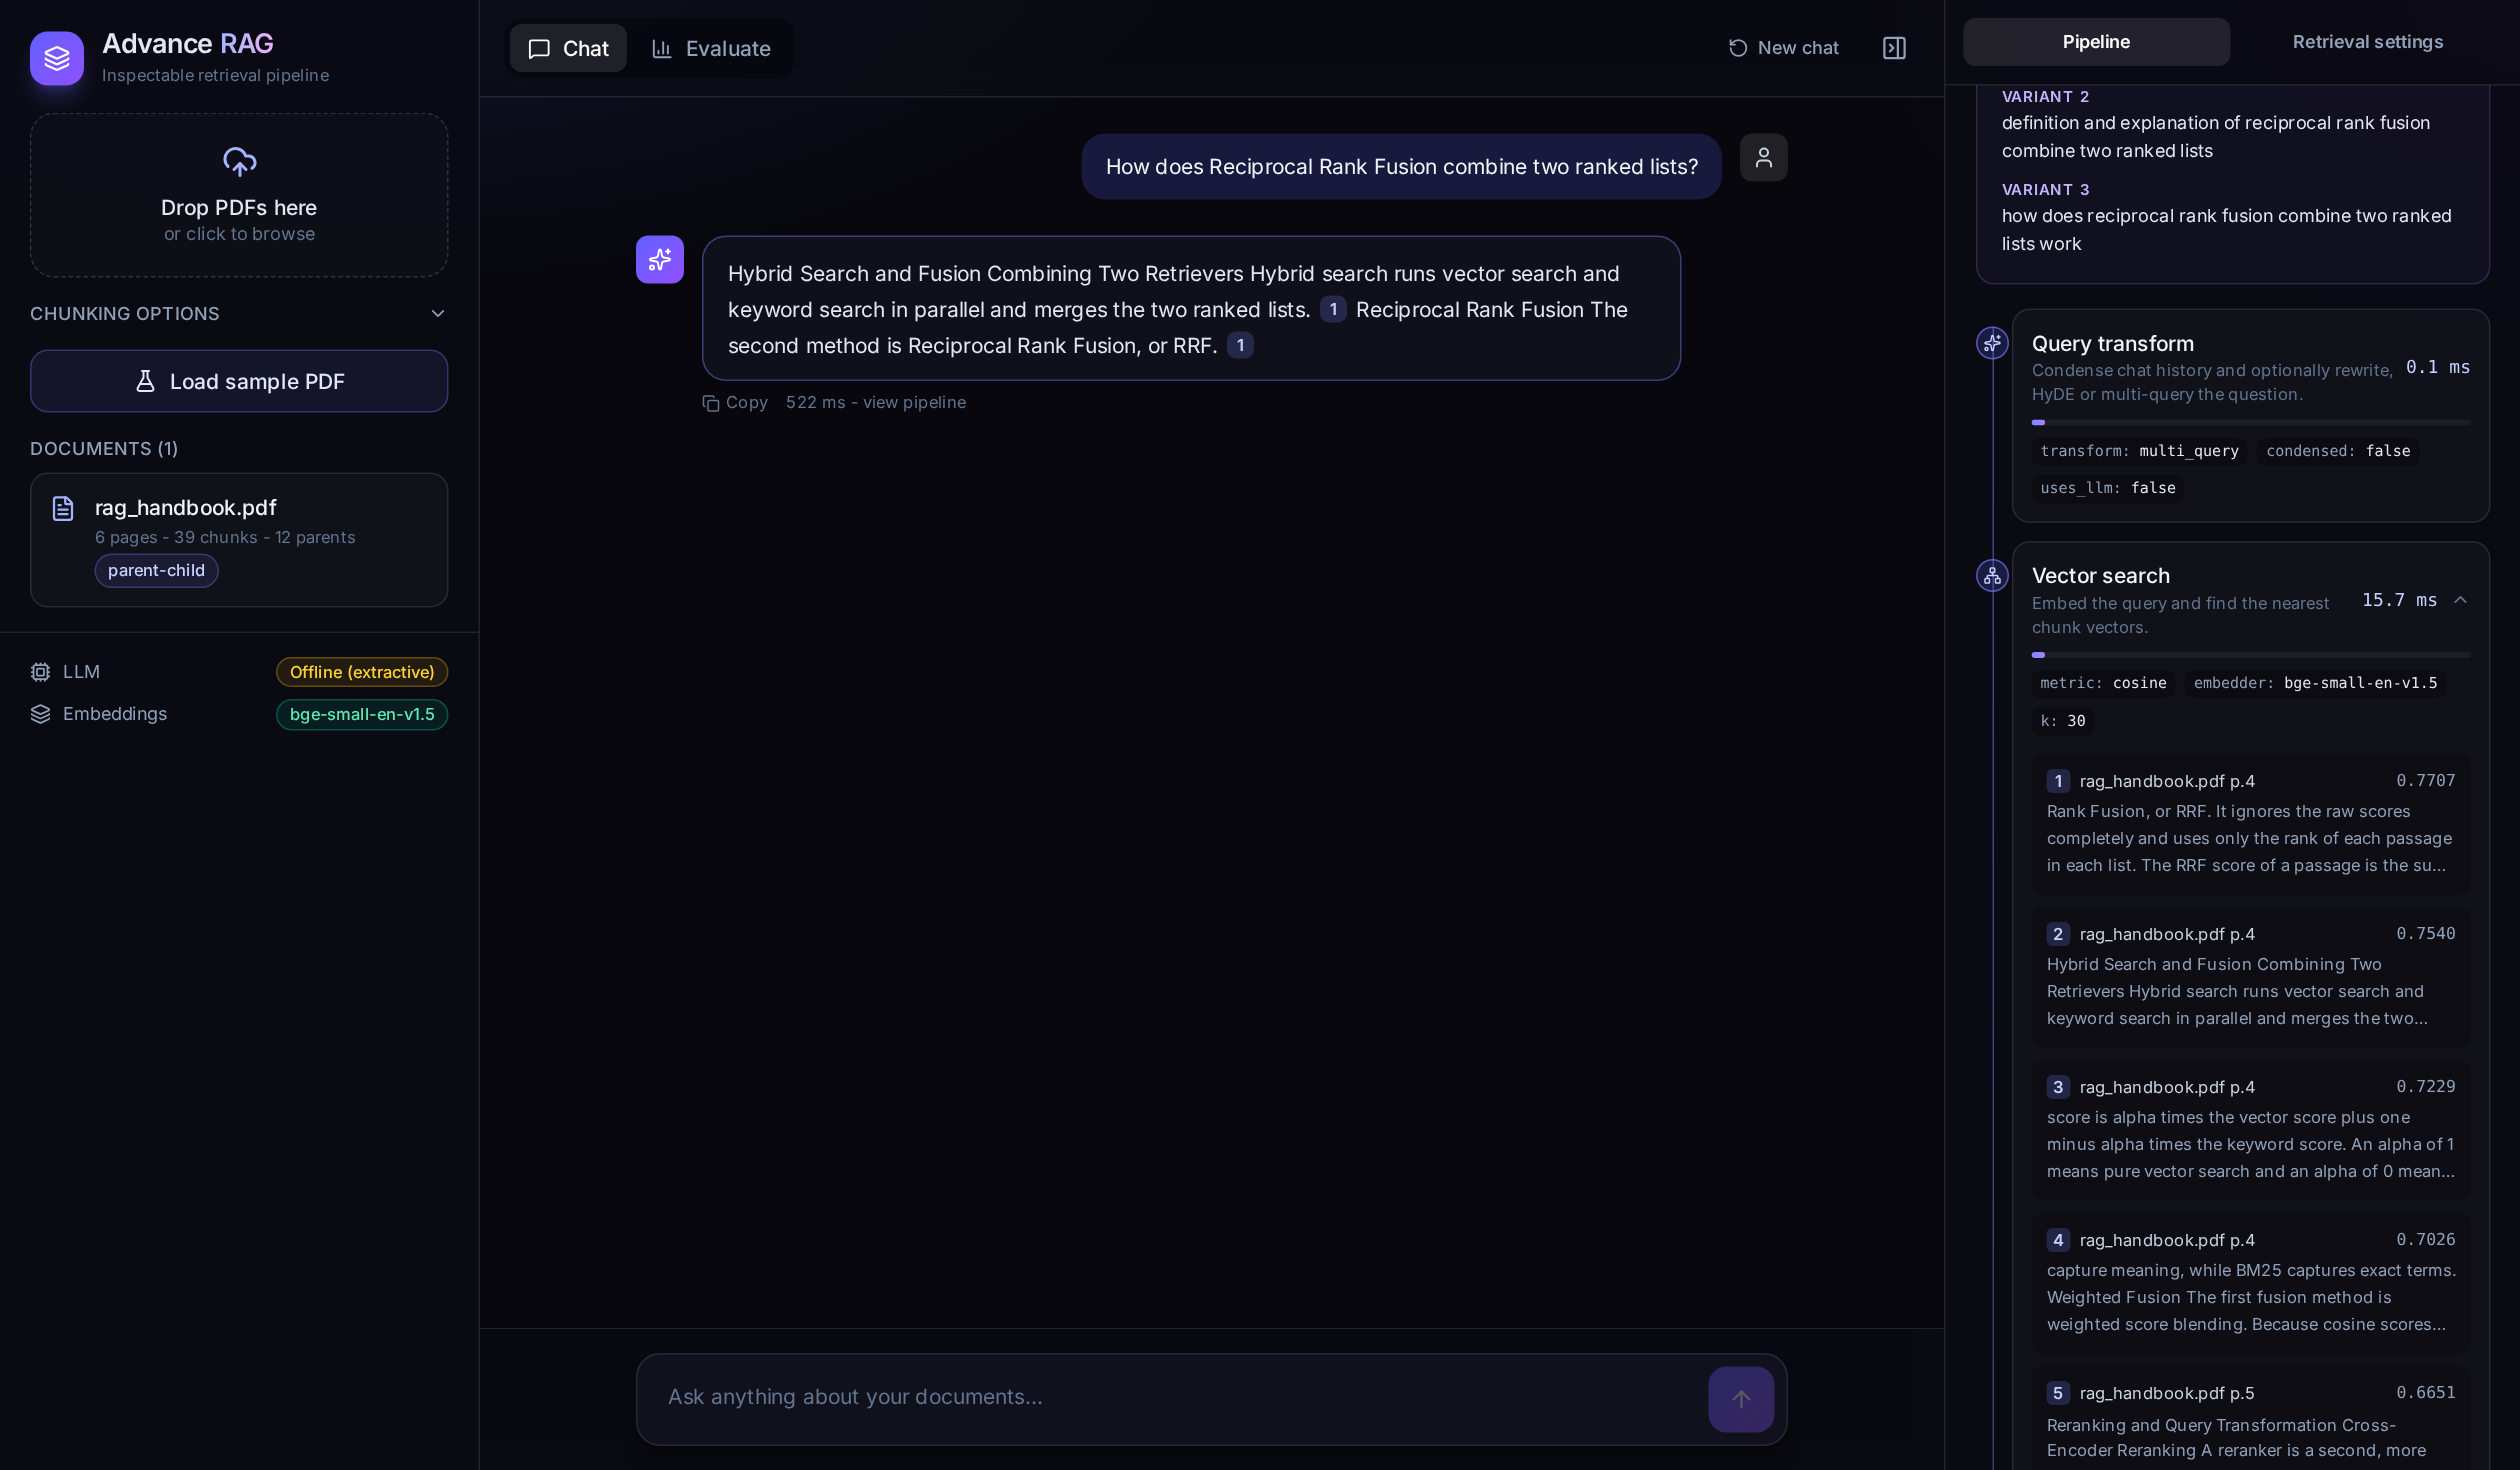 Advance RAG
Inspectable retrieval pipeline
Drop PDFs here
or click to browse
CHUNKING OPTIONS
Load sample PDF
DOCUMENTS (1)
rag_handbook.pdf
6 pages - 39 chunks - 12 parents
parent-child
LLM
Offline (extractive)
Embeddings
bge-small-en-v1.5
Chat
Evaluate
New chat
How does Reciprocal Rank Fusion combine two ranked lists?
Hybrid Search and Fusion Combining Two Retrievers Hybrid search runs vector search and
keyword search in parallel and merges the two ranked lists. 1 Reciprocal Rank Fusion The
second method is Reciprocal Rank Fusion, or RRF. 1
Copy
522 ms - view pipeline
Ask anything about your documents...
Pipeline
Retrieval settings
VARIANT 2
definition and explanation of reciprocal rank fusion
combine two ranked lists
VARIANT 3
how does reciprocal rank fusion combine two ranked
lists work
Query transform
Condense chat history and optionally rewrite,
HyDE or multi-query the question.
0.1 ms
transform: multi_query
condensed: false
uses_llm: false
Vector search
Embed the query and find the nearest
chunk vectors.
15.7 ms
metric: cosine
embedder: bge-small-en-v1.5
k: 30
1 rag_handbook.pdf p.4 0.7707
Rank Fusion, or RRF. It ignores the raw scores
completely and uses only the rank of each passage
in each list. The RRF score of a passage is the su...
2 rag_handbook.pdf p.4 0.7540
Hybrid Search and Fusion Combining Two
Retrievers Hybrid search runs vector search and
keyword search in parallel and merges the two...
3 rag_handbook.pdf p.4 0.7229
score is alpha times the vector score plus one
minus alpha times the keyword score. An alpha of 1
means pure vector search and an alpha of 0 mean...
4 rag_handbook.pdf p.4 0.7026
capture meaning, while BM25 captures exact terms.
Weighted Fusion The first fusion method is
weighted score blending. Because cosine scores...
5 rag_handbook.pdf p.5 0.6651
Reranking and Query Transformation Cross-
Encoder Reranking A reranker is a second, more